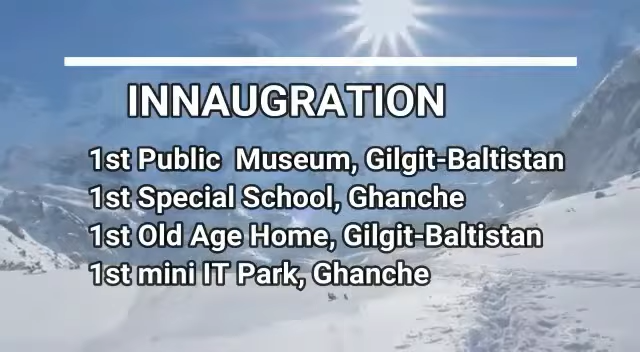 INNAUGRATION
1st Public Museum, Gilgit-Baltistan
1st Special School, Ghanche
1st Old Age Home, Gilgit-Baltistan
1st mini IT Park, Ghanche